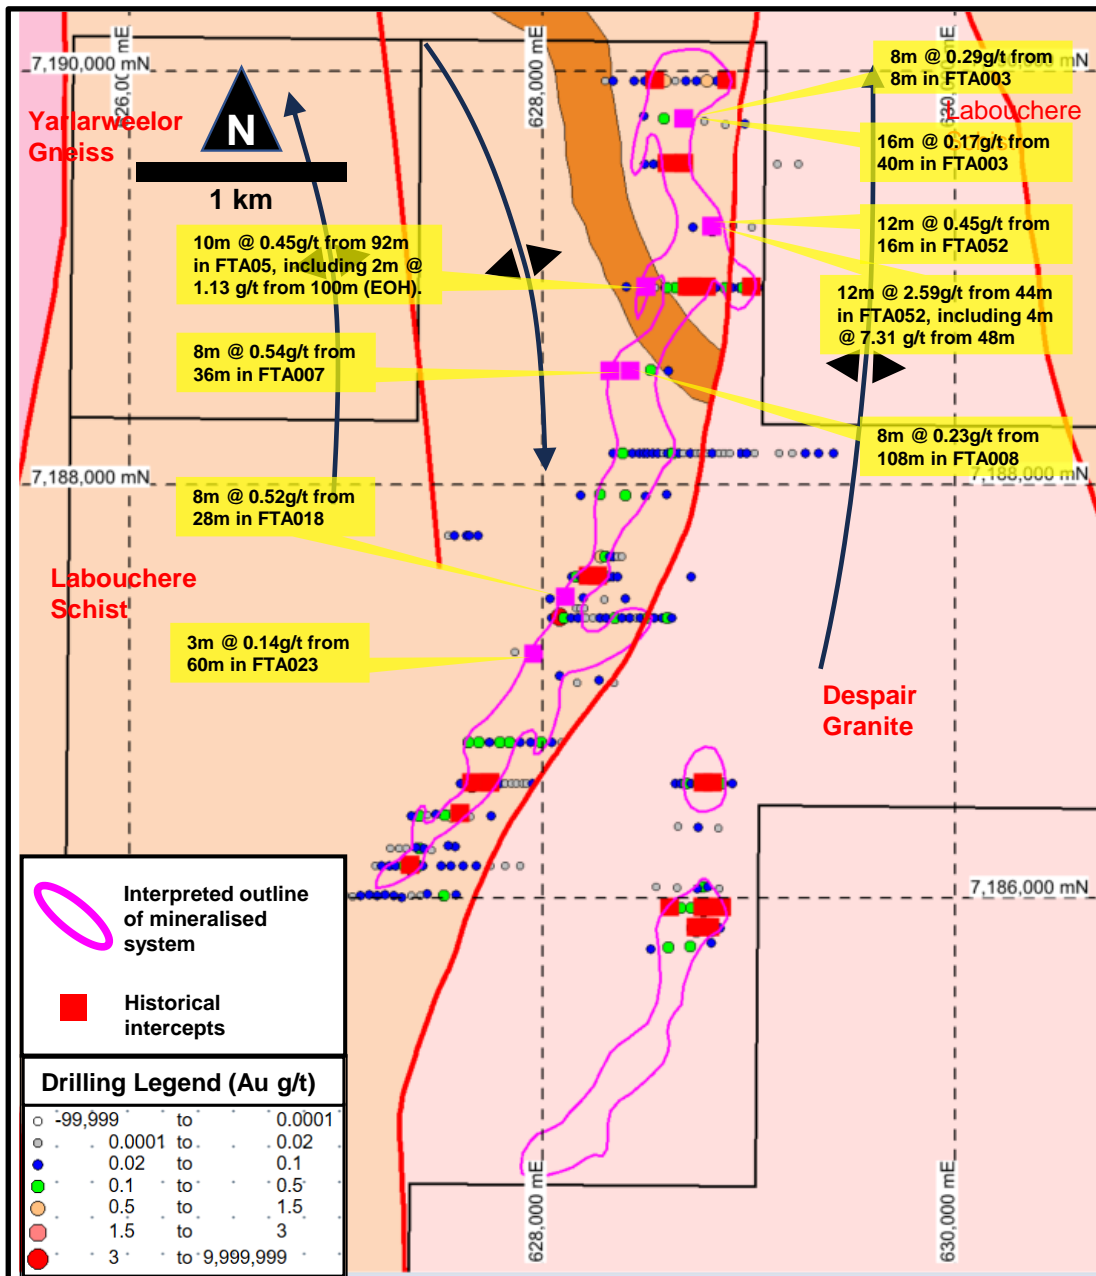 7,190,000 mN
626,000 mE
628,000 mE
8m @ 0.29g/t from
8m in FTA003
Labouchere
Yarlarweelor
Gneiss
N
1 km
16m @ 0.17g/t from
40m in FTA003
12m @ 0.45g/t from
16m in FTA052
10m @ 0.45g/t from 92m
in FTA05, including 2m @
1.13 g/t from 100m (EOH).
12m @ 2.59g/t from 44m
in FTA052, including 4m
@ 7.31 g/t from 48m
8m @ 0.54g/t from
36m in FTA007
8m @ 0.23g/t from
108m in FTA008
7,188,000 mN
7,188,000 mN
8m @ 0.52g/t from
28m in FTA018
Labouchere
Schist
3m @ 0.14g/t from
60m in FTA023
Despair
Granite
7,186,000 mN
Interpreted outline
of mineralised
system
Historical
intercepts
Drilling Legend (Au g/t)
-99,999 to 0.0001
0.0001 to 0.02
0.02 to 0.1
0.1 to 0.5
0.5 to 1.5
1.5 to 3
3 to 9,999,999
628,000 mE
630,000 mE